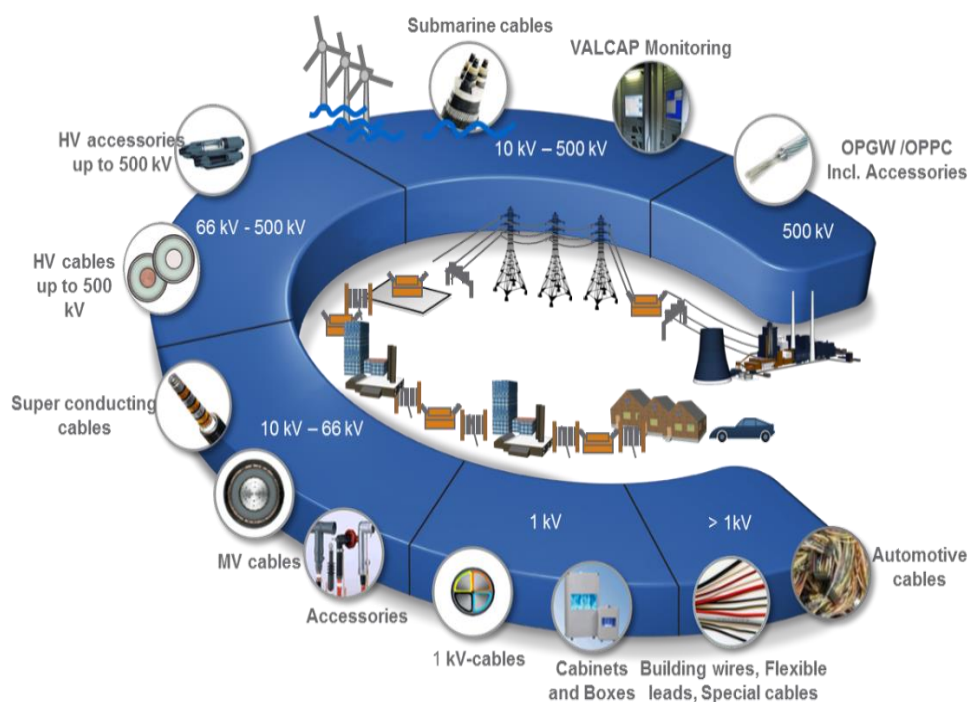 Submarine cables
VALCAP Monitoring
HV accessories
up to 500 kV
10 kV – 500 kV
OPGW /OPPC
Incl. Accessories
66 kV - 500 kV
500 kV
HV cables
up to 500
kV
Super conducting
cables
10 kV – 66 kV
1 kV
> 1kV
MV cables
Automotive
cables
Accessories
1 kV-cables
Cabinets
and Boxes
Building wires, Flexible
leads, Special cables